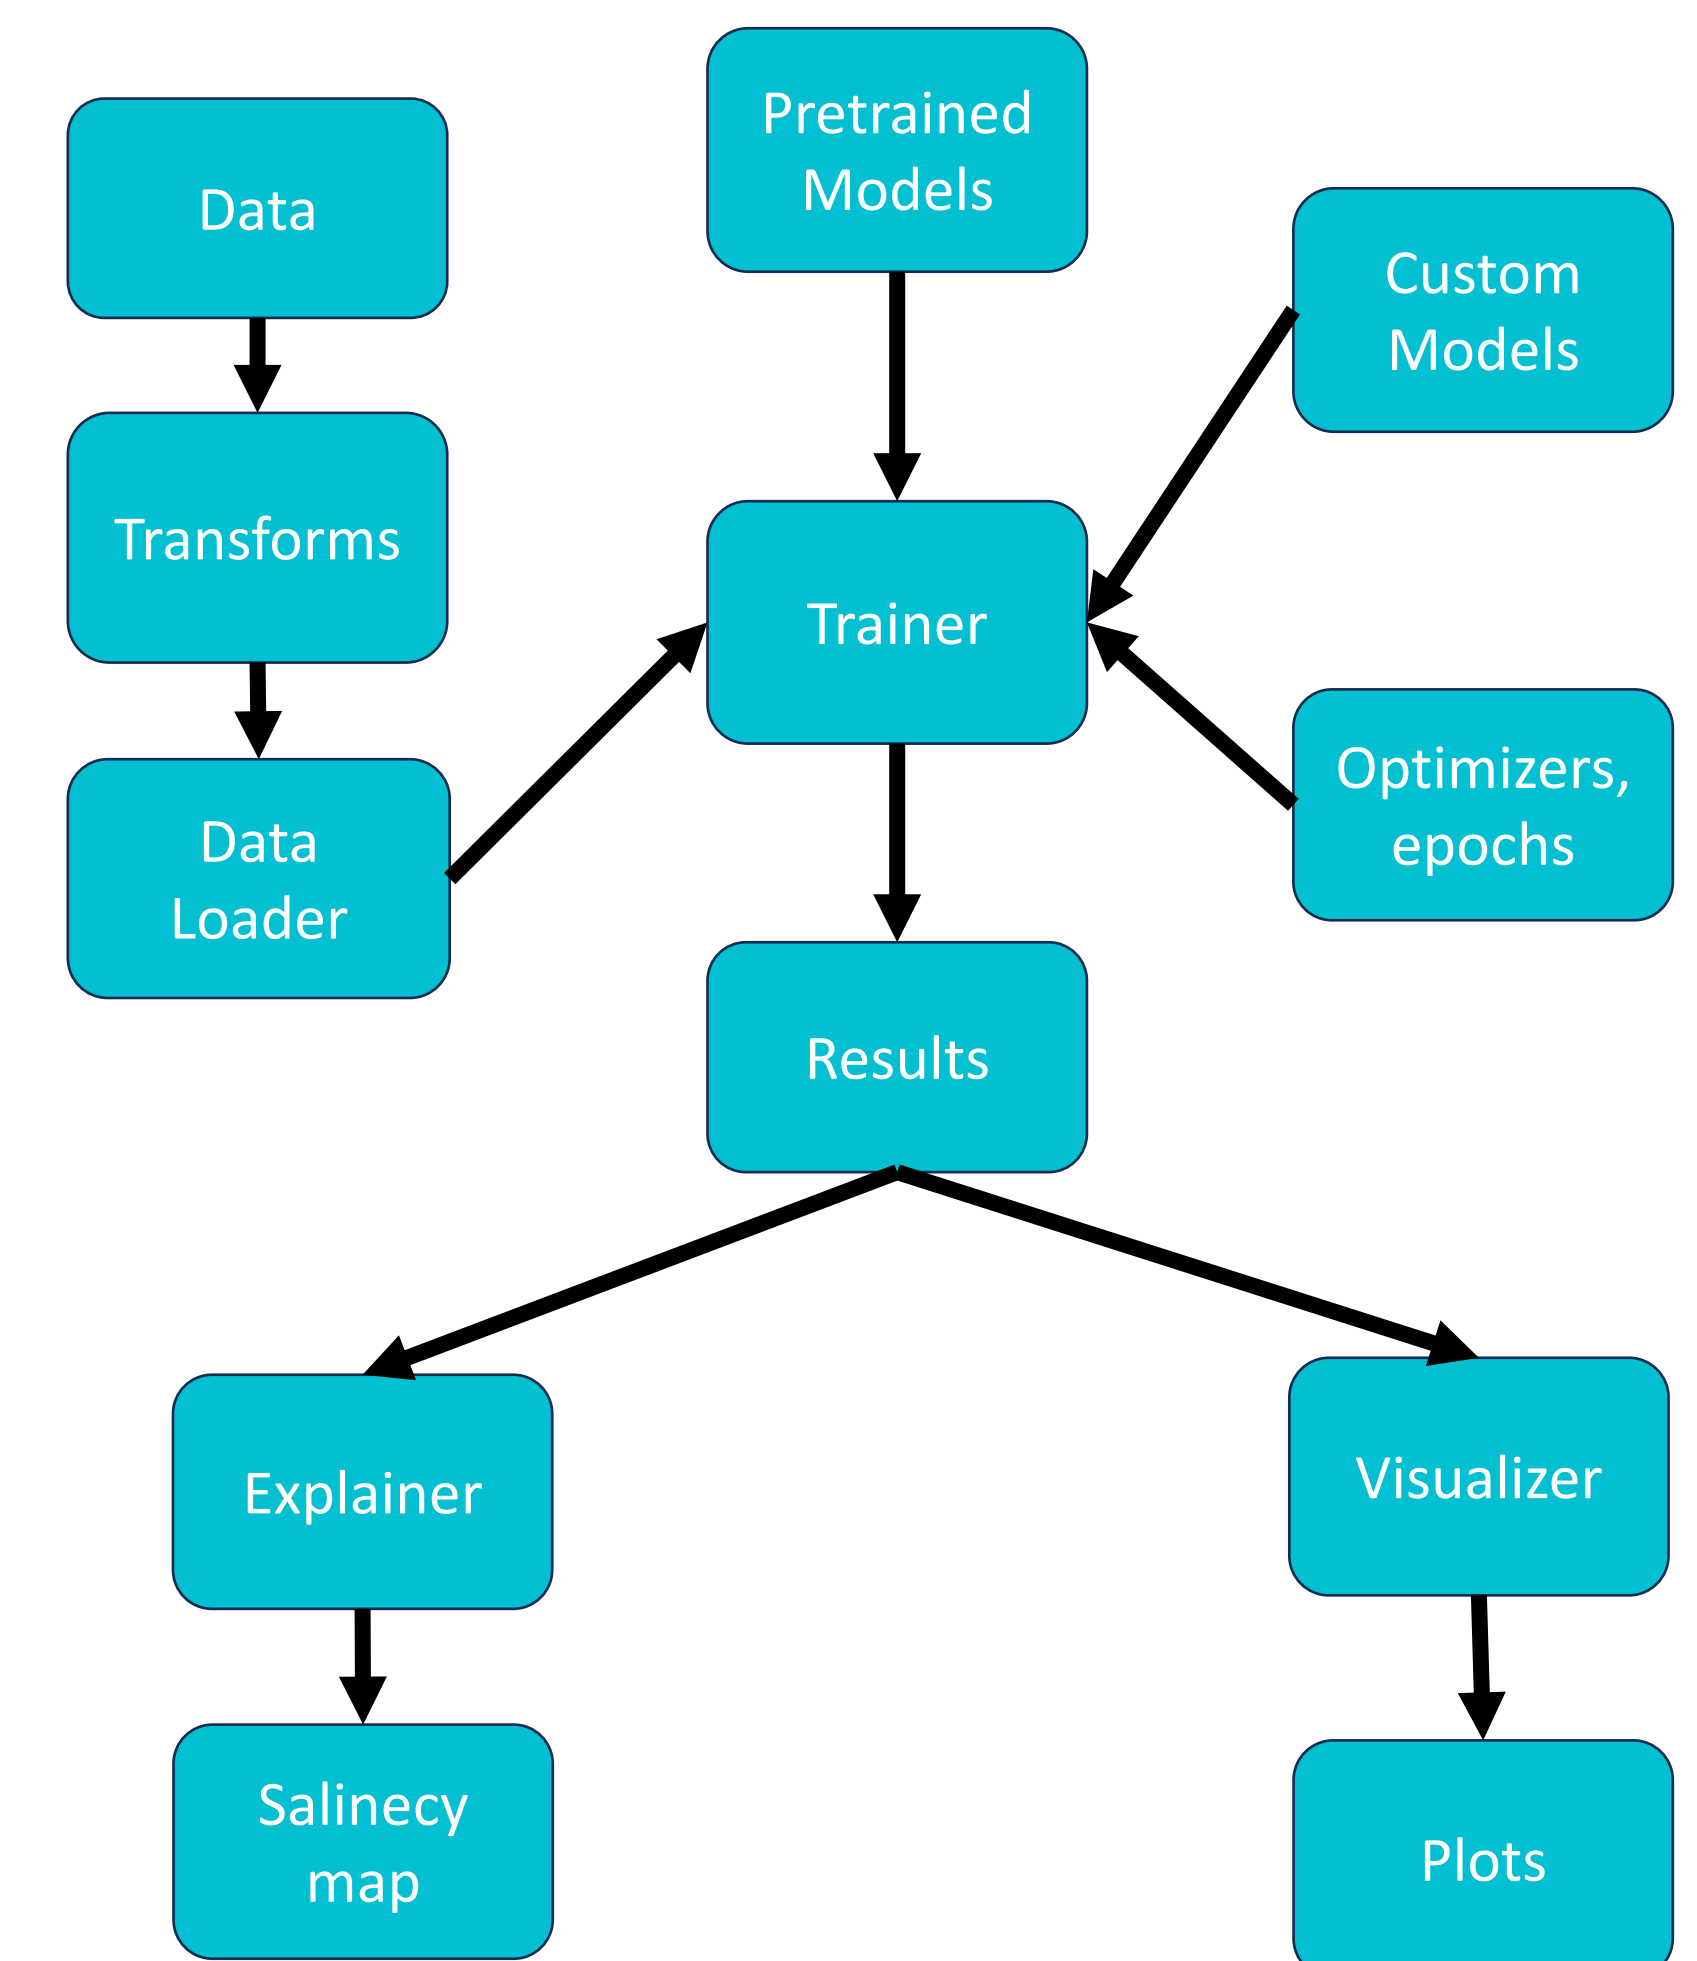 Data
Pretrained
Models
Custom
Models
Transforms
Trainer
Optimizers,
epochs
Data
Loader
Results
Explainer
Visualizer
Salinecy
map
Plots